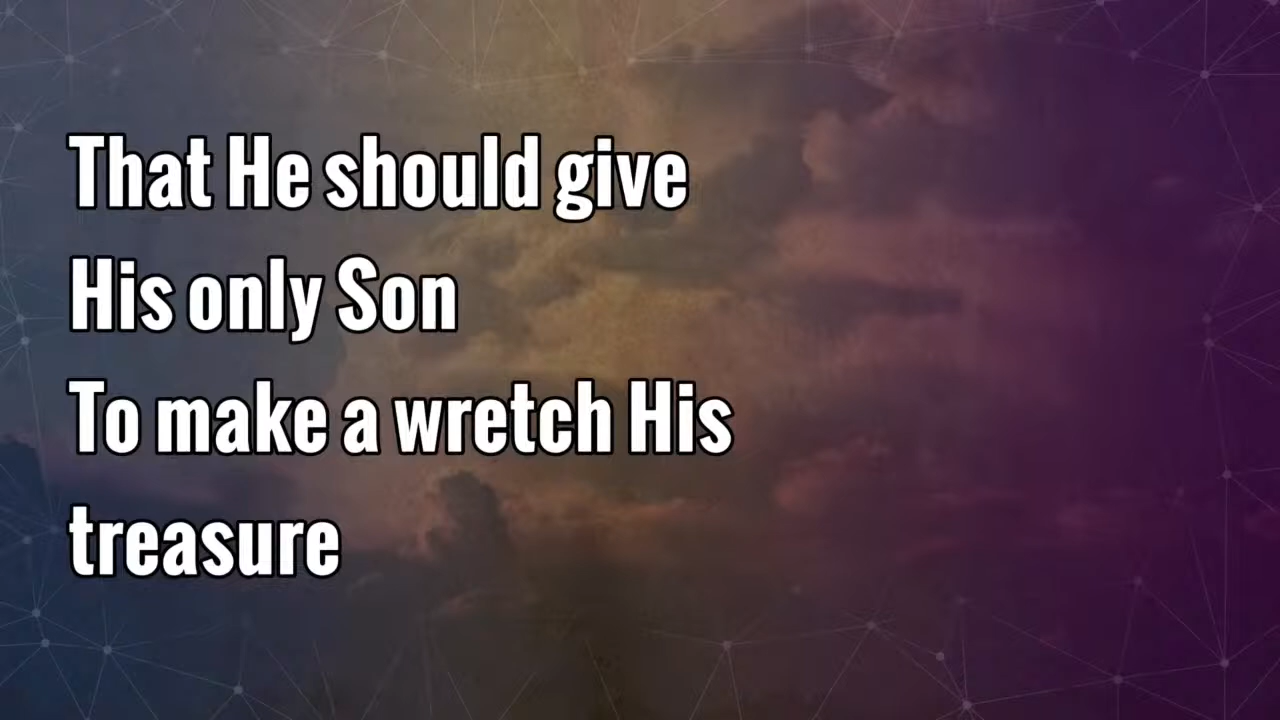 That He should give
His only Son
To make a wretch His
treasure